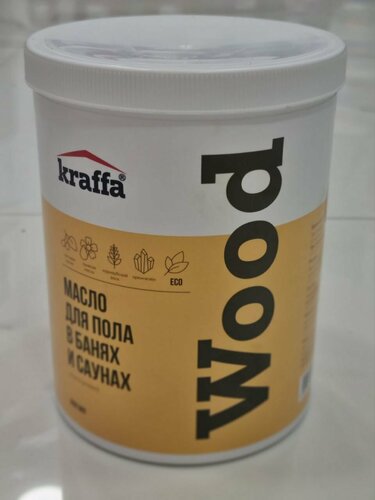 kraffa®
ECO
МАСЛО
ДЛЯ ПОЛА
В БАНЯХ
И САУНАХ
Wood